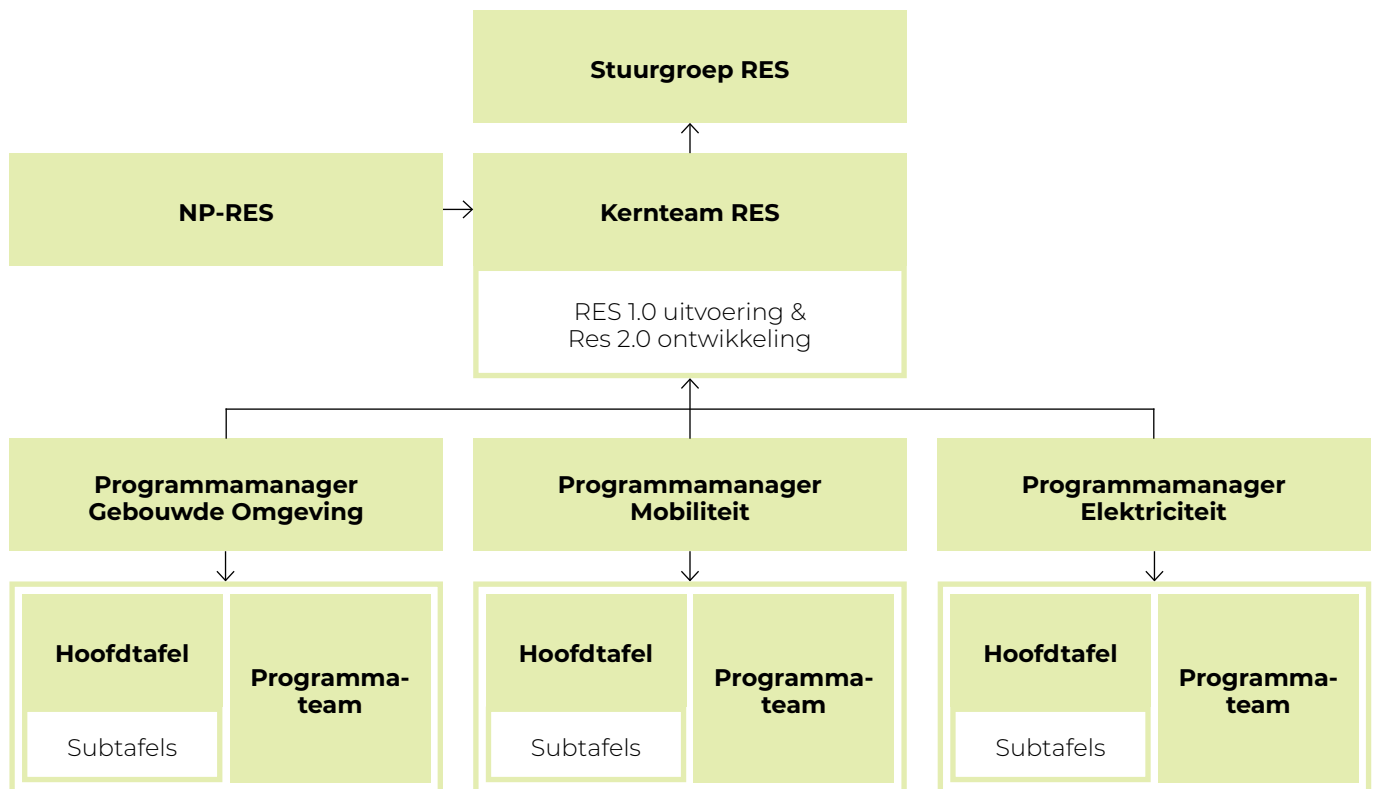 Stuurgroep RES
NP-RES
Kernteam RES
RES 1.0 uitvoering &
Res 2.0 ontwikkeling
Programmamanager
Gebouwde Omgeving
Programmamanager
Mobiliteit
Programmamanager
Elektriciteit
Hoofdtafel
Subtafels
Programma-
team
Hoofdtafel
Subtafels
Programma-
team
Hoofdtafel
Subtafels
Programma-
team